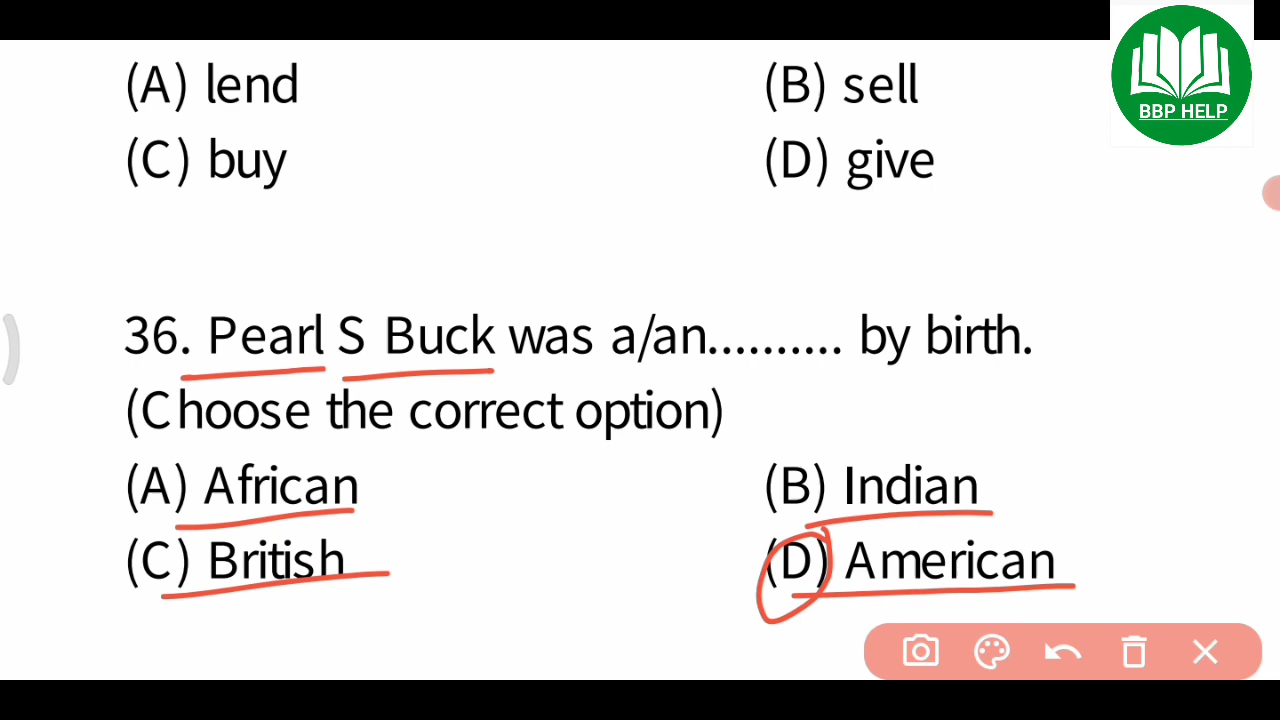 (A) lend (B) sell
BBP HELP
(C) buy (D) give
36. Pearl S Buck was a/an.......... by birth.
(Choose the correct option)
(A) African (B) Indian
(C) British (D) American